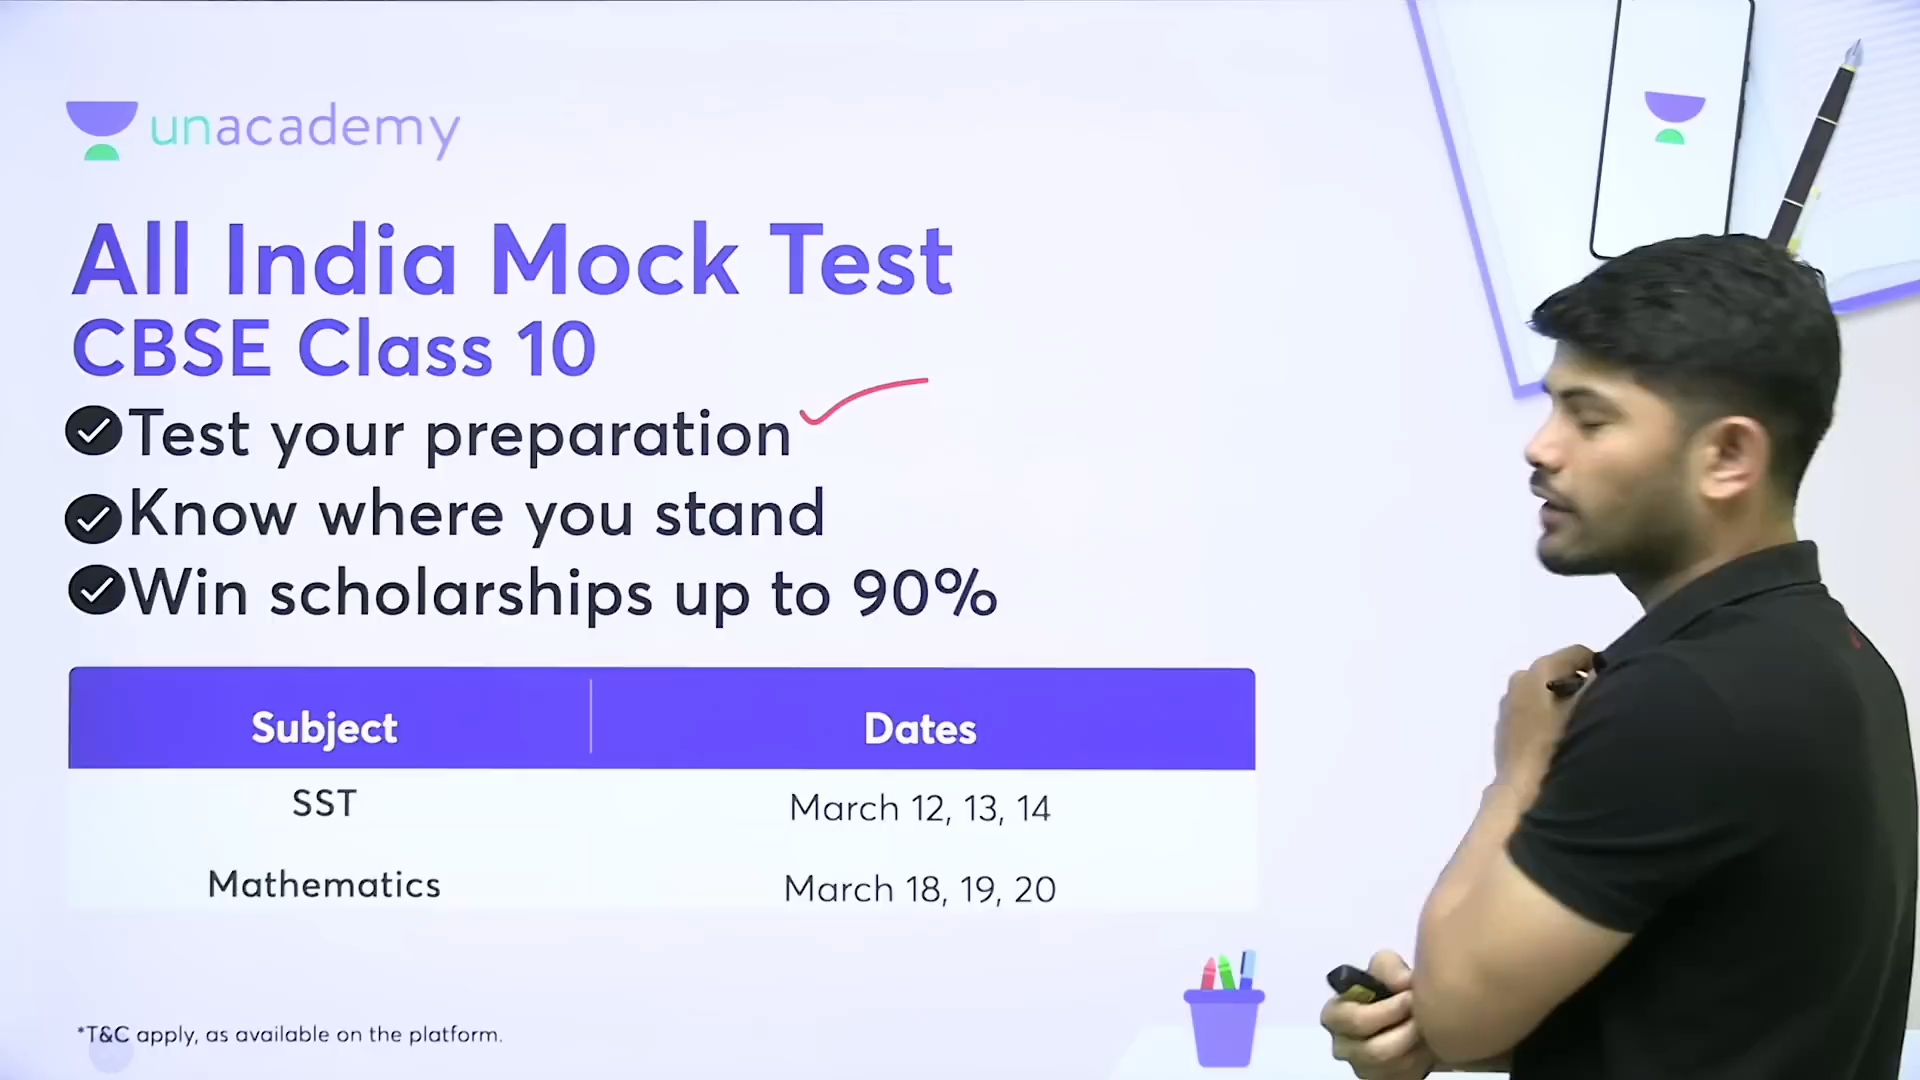 unacademy
All India Mock Test
CBSE Class 10
Test your preparation
Know where you stand
Win scholarships up to 90%
Subject Dates
SST March 12, 13, 14
Mathematics March 18, 19, 20
*T&C apply, as available on the platform.